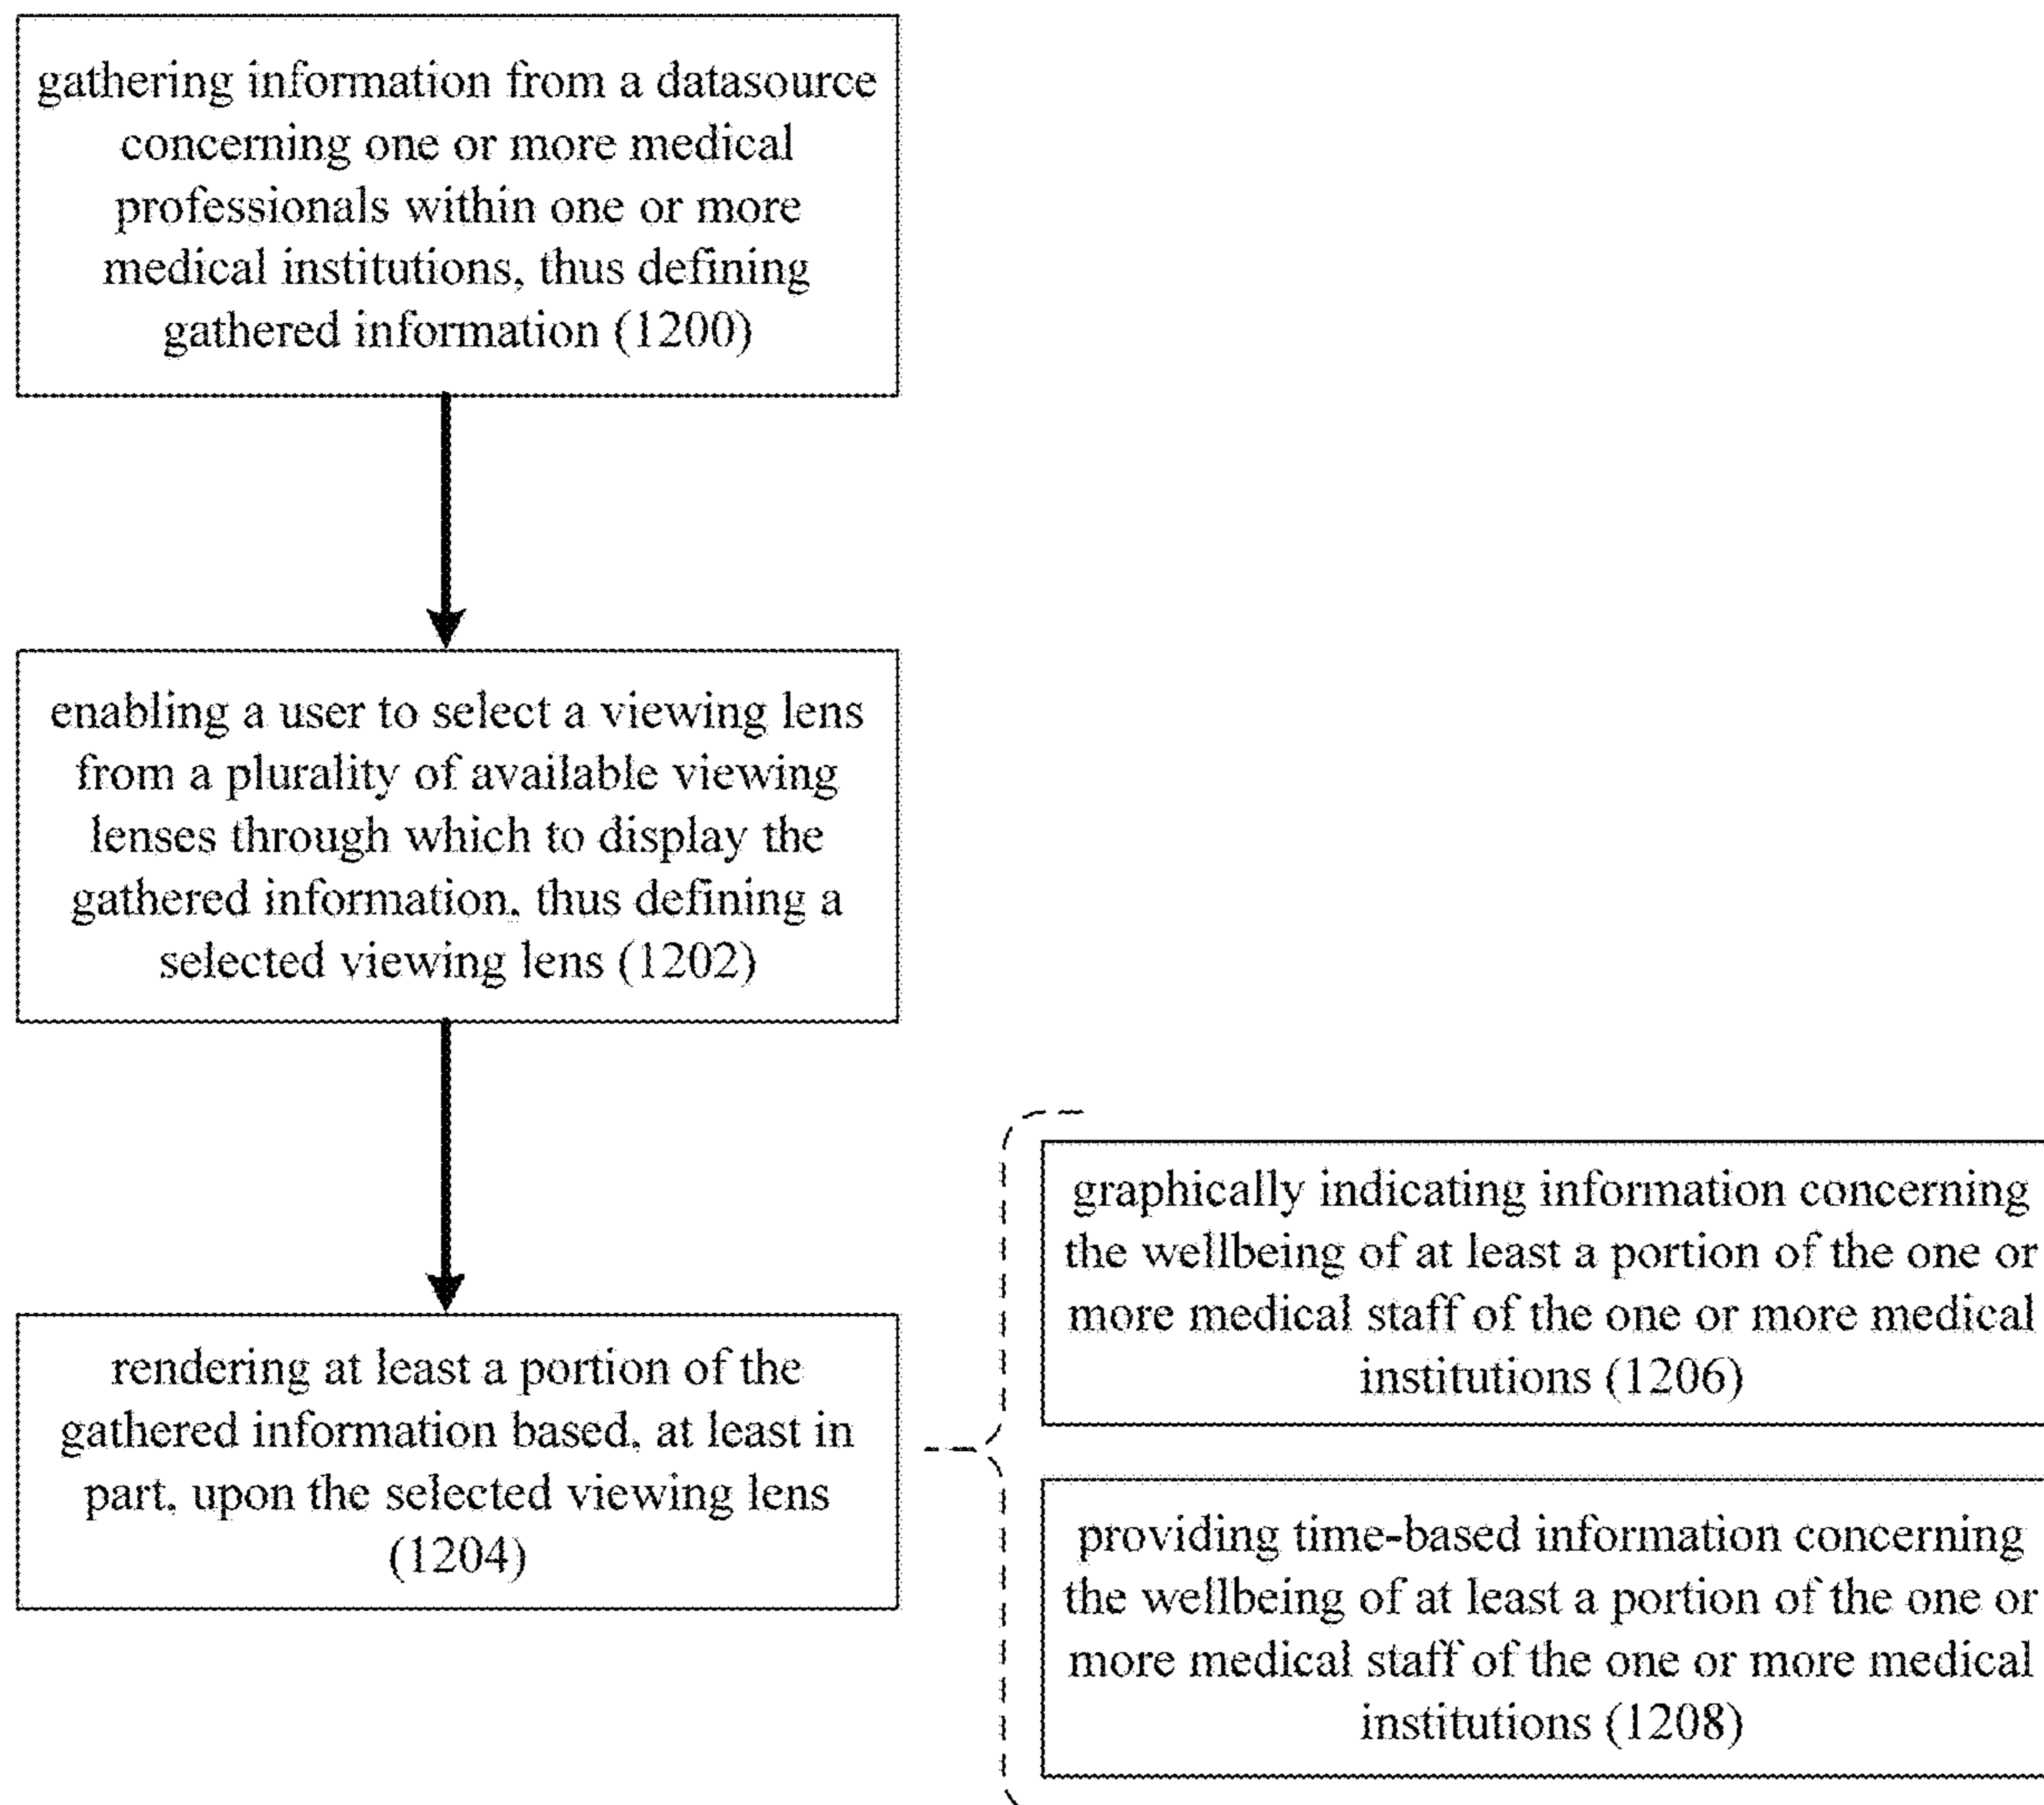 gathering information from a datasource
concerning one or more medical
professionals within one or more
medical institutions, thus defining
gathered information (1200)
enabling a user to select a viewing lens
from a plurality of available viewing
lenses through which to display the
gathered information, thus defining a
selected viewing lens (1202)
rendering at least a portion of the
gathered information based, at least in
part, upon the selected viewing lens
(1204)
graphically indicating information concerning
the wellbeing of at least a portion of the one or
more medical staff of the one or more medical
institutions (1206)
providing time-based information concerning
the wellbeing of at least a portion of the one or
more medical staff of the one or more medical
institutions (1208)